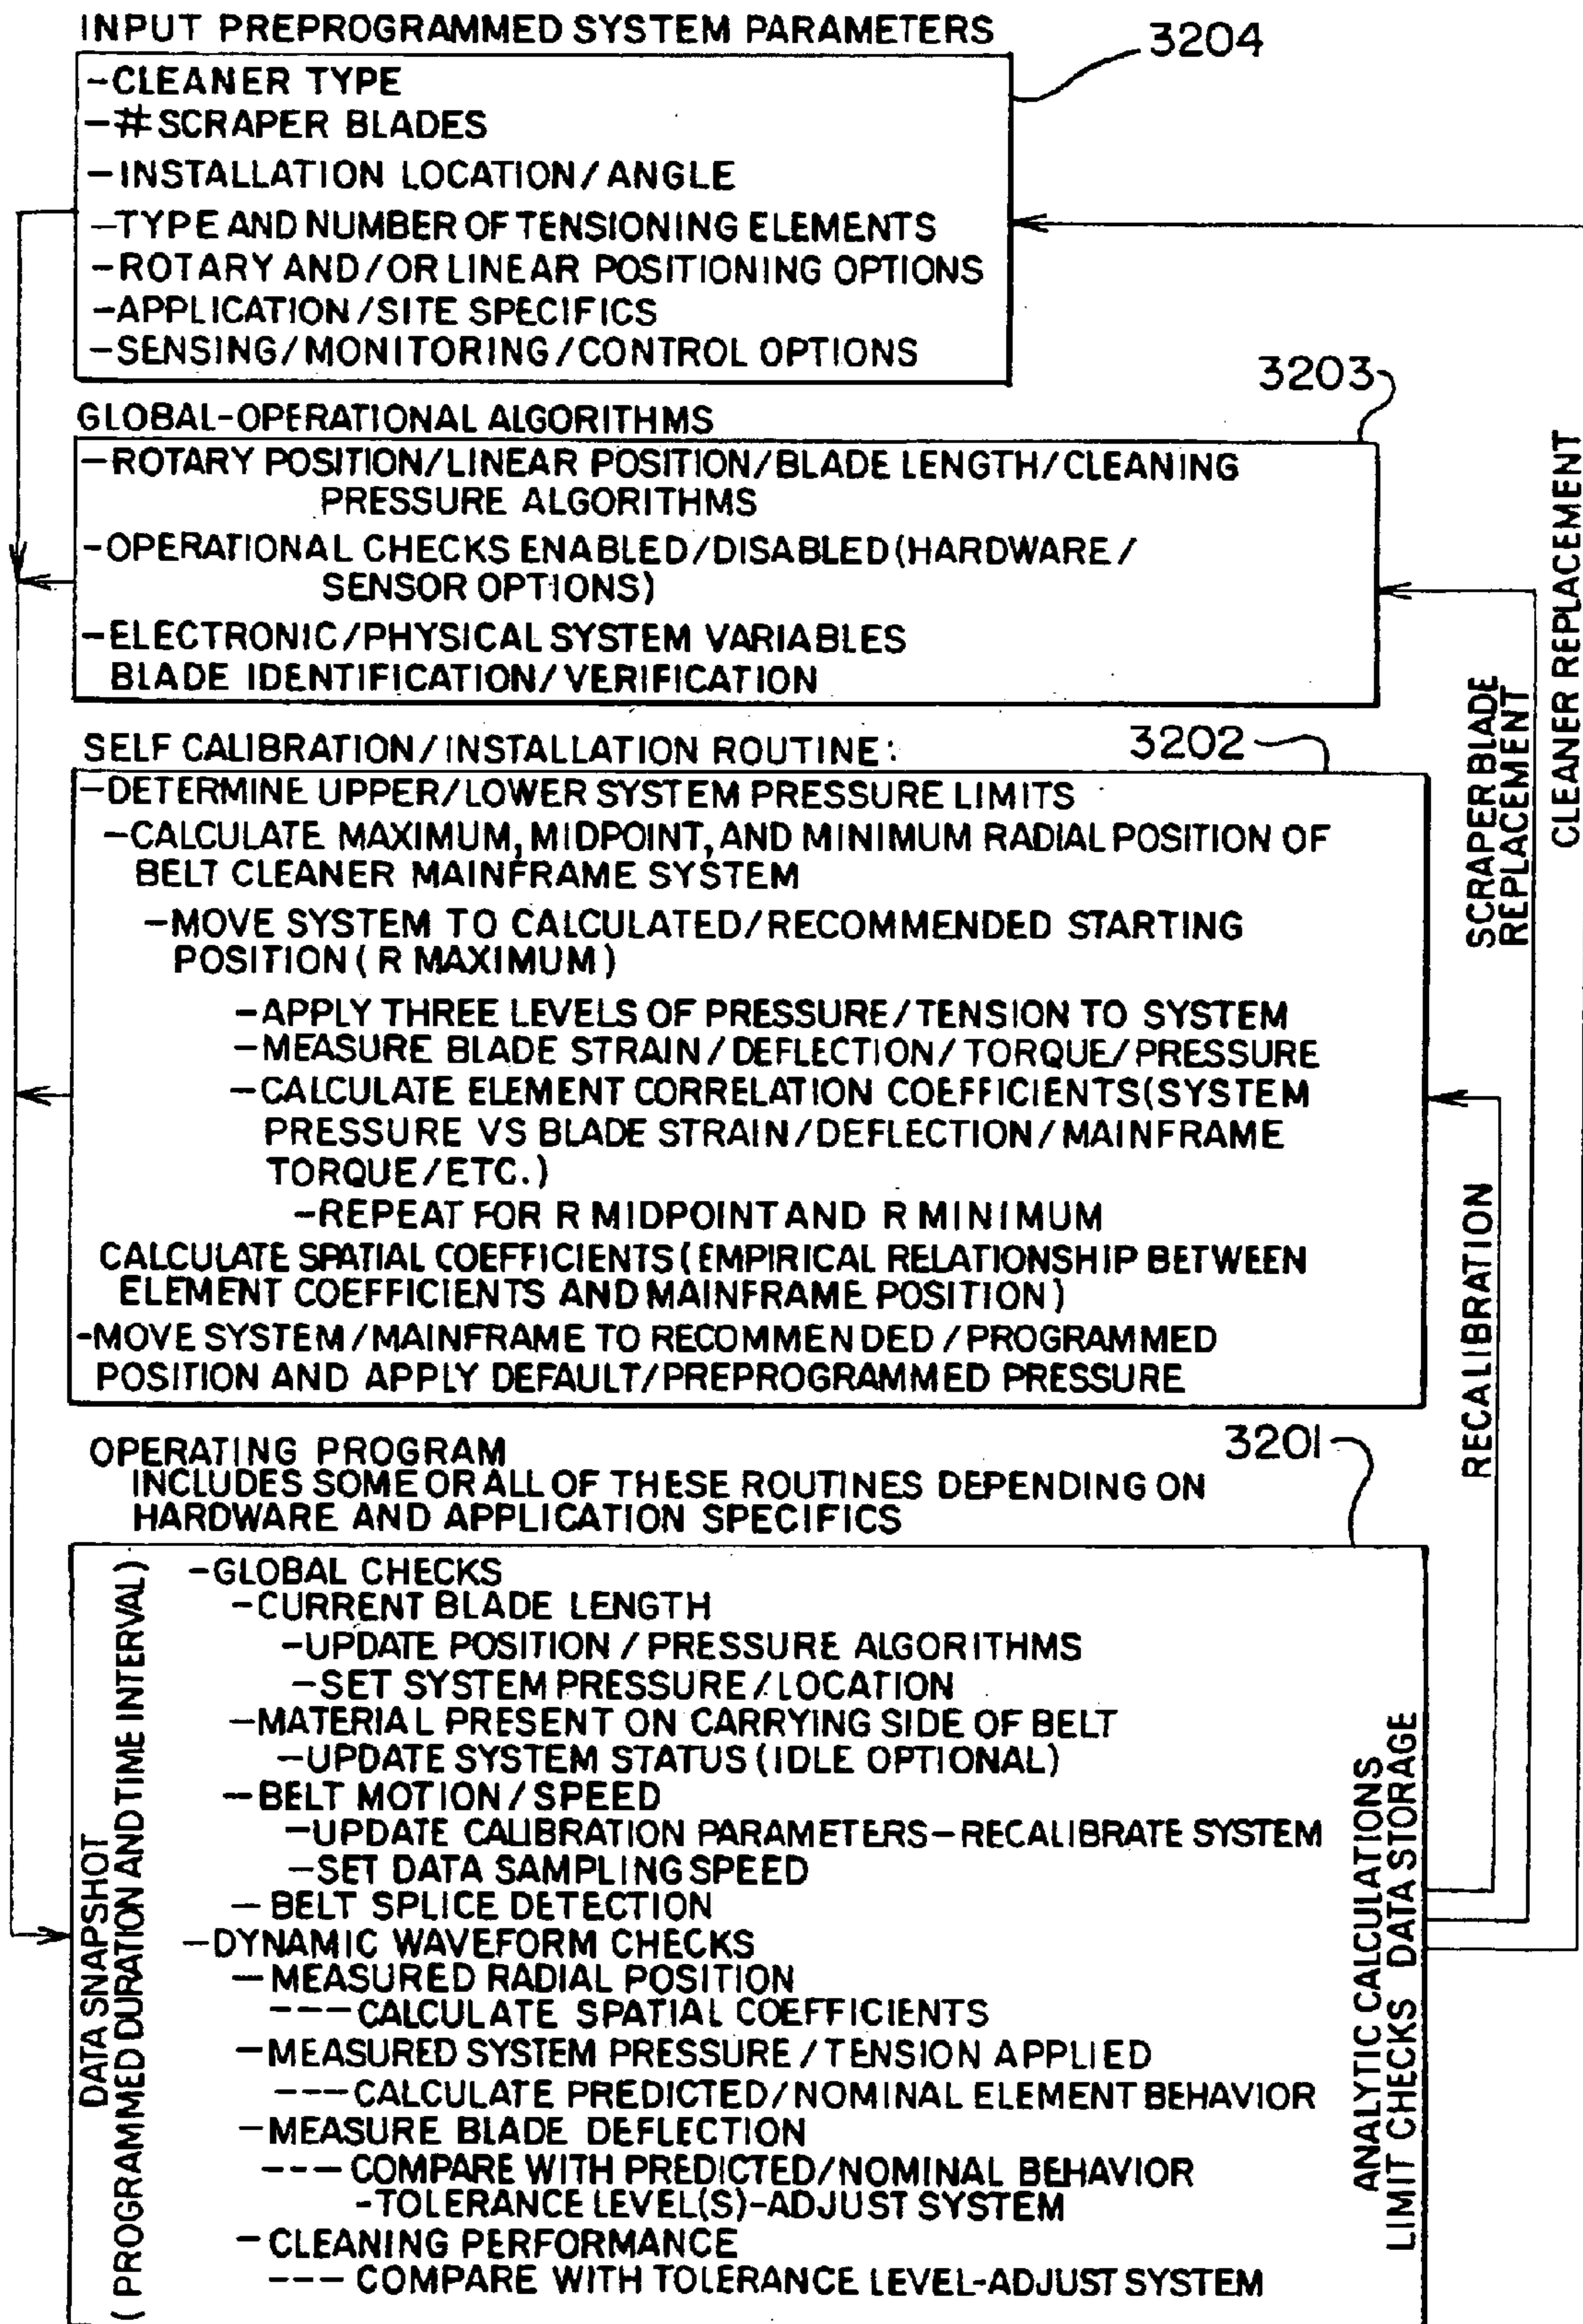 INPUT PREPROGRAMMED SYSTEM PARAMETERS
3204
-CLEANER TYPE
-#SCRAPER BLADES
-INSTALLATION LOCATION/ANGLE
-TYPE AND NUMBER OF TENSIONING ELEMENTS
-ROTARY AND/OR LINEAR POSITIONING OPTIONS
-APPLICATION/SITE SPECIFICS
-SENSING/MONITORING/CONTROL OPTIONS
3203
GLOBAL-OPERATIONAL ALGORITHMS
-ROTARY POSITION/LINEAR POSITION/BLADE LENGTH/CLEANING
PRESSURE ALGORITHMS
-OPERATIONAL CHECKS ENABLED/DISABLED(HARDWARE/
SENSOR OPTIONS)
-ELECTRONIC/PHYSICAL SYSTEM VARIABLES
BLADE IDENTIFICATION/VERIFICATION
SELF CALIBRATION/INSTALLATION ROUTINE:
3202
-DETERMINE UPPER/LOWER SYSTEM PRESSURE LIMITS
-CALCULATE MAXIMUM, MIDPOINT, AND MINIMUM RADIAL POSITION OF
BELT CLEANER MAINFRAME SYSTEM
-MOVE SYSTEM TO CALCULATED/RECOMMENDED STARTING
POSITION (R MAXIMUM)
-APPLY THREE LEVELS OF PRESSURE/TENSION TO SYSTEM
-MEASURE BLADE STRAIN/DEFLECTION/TORQUE/PRESSURE
-CALCULATE ELEMENT CORRELATION COEFFICIENTS(SYSTEM
PRESSURE VS BLADE STRAIN/DEFLECTION/MAINFRAME
TORQUE/ETC.)
-REPEAT FOR R MIDPOINT AND R MINIMUM
CALCULATE SPATIAL COEFFICIENTS(EMPIRICAL RELATIONSHIP BETWEEN
ELEMENT COEFFICIENTS AND MAINFRAME POSITION)
-MOVE SYSTEM/MAINFRAME TO RECOMMENDED/PROGRAMMED
POSITION AND APPLY DEFAULT/PREPROGRAMMED PRESSURE
OPERATING PROGRAM
3201
INCLUDES SOME OR ALL OF THESE ROUTINES DEPENDING ON
HARDWARE AND APPLICATION SPECIFICS
DATA SNAPSHOT
(PROGRAMMED DURATION AND TIME INTERVAL)
-GLOBAL CHECKS
-CURRENT BLADE LENGTH
-UPDATE POSITION/PRESSURE ALGORITHMS
-SET SYSTEM PRESSURE/LOCATION
-MATERIAL PRESENT ON CARRYING SIDE OF BELT
-UPDATE SYSTEM STATUS (IDLE OPTIONAL)
-BELT MOTION/SPEED
-UPDATE CALIBRATION PARAMETERS-RECALIBRATE SYSTEM
-SET DATA SAMPLING SPEED
- BELT SPLICE DETECTION
-DYNAMIC WAVEFORM CHECKS
- MEASURED RADIAL POSITION
---CALCULATE SPATIAL COEFFICIENTS
-MEASURED SYSTEM PRESSURE/TENSION APPLIED
---CALCULATE PREDICTED/NOMINAL ELEMENT BEHAVIOR
-MEASURE BLADE DEFLECTION
---COMPARE WITH PREDICTED/NOMINAL BEHAVIOR
-TOLERANCE LEVEL(S)-ADJUST SYSTEM
- CLEANING PERFORMANCE
--- COMPARE WITH TOLERANCE LEVEL-ADJUST SYSTEM
ANALYTIC CALCULATIONS
LIMIT CHECKS DATA STORAGE
RECALIBRATION
SCRAPER BLADE
REPLACEMENT
CLEANER REPLACEMENT